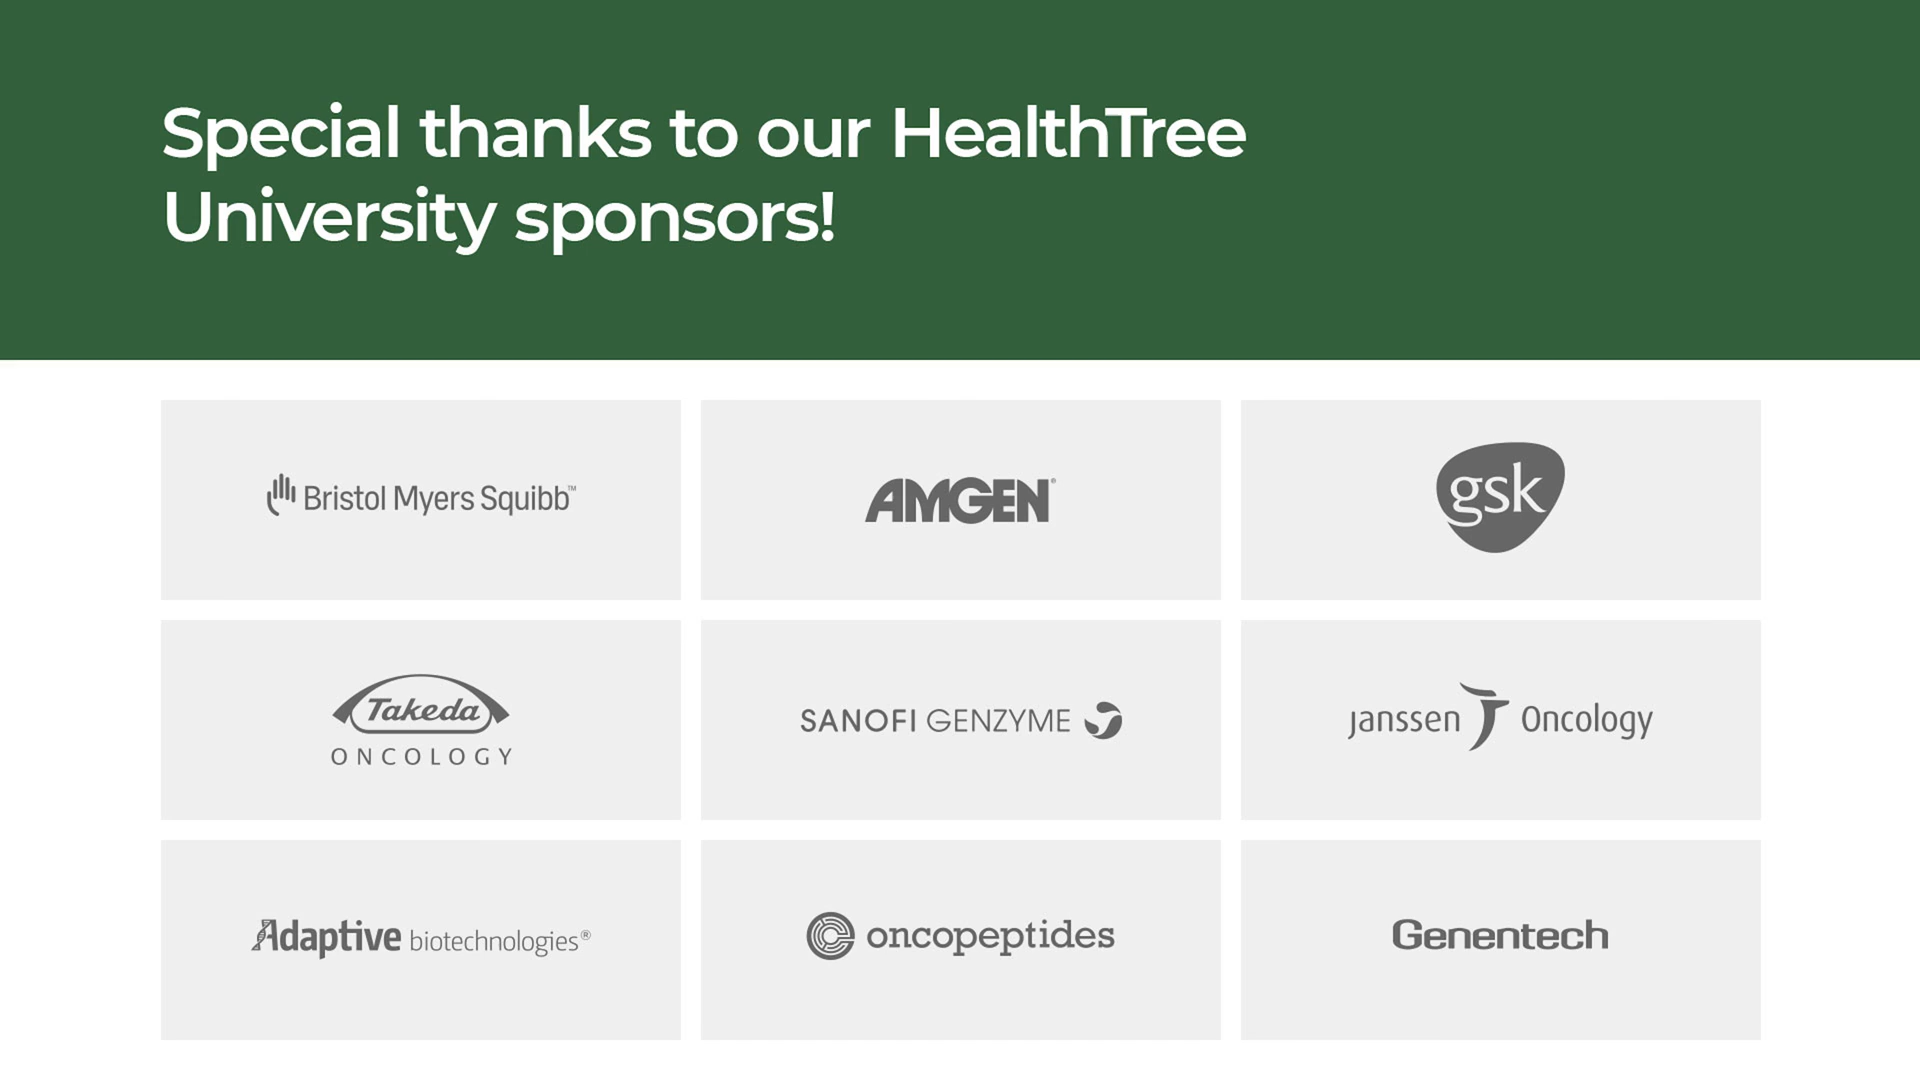 Special thanks to our HealthTree
University sponsors!
Bristol Myers Squibb™
AMGEN®
gsk
Takeda
ONCOLOGY
SANOFI GENZYME
janssen Oncology
Adaptive biotechnologies®
oncopeptides
Genentech